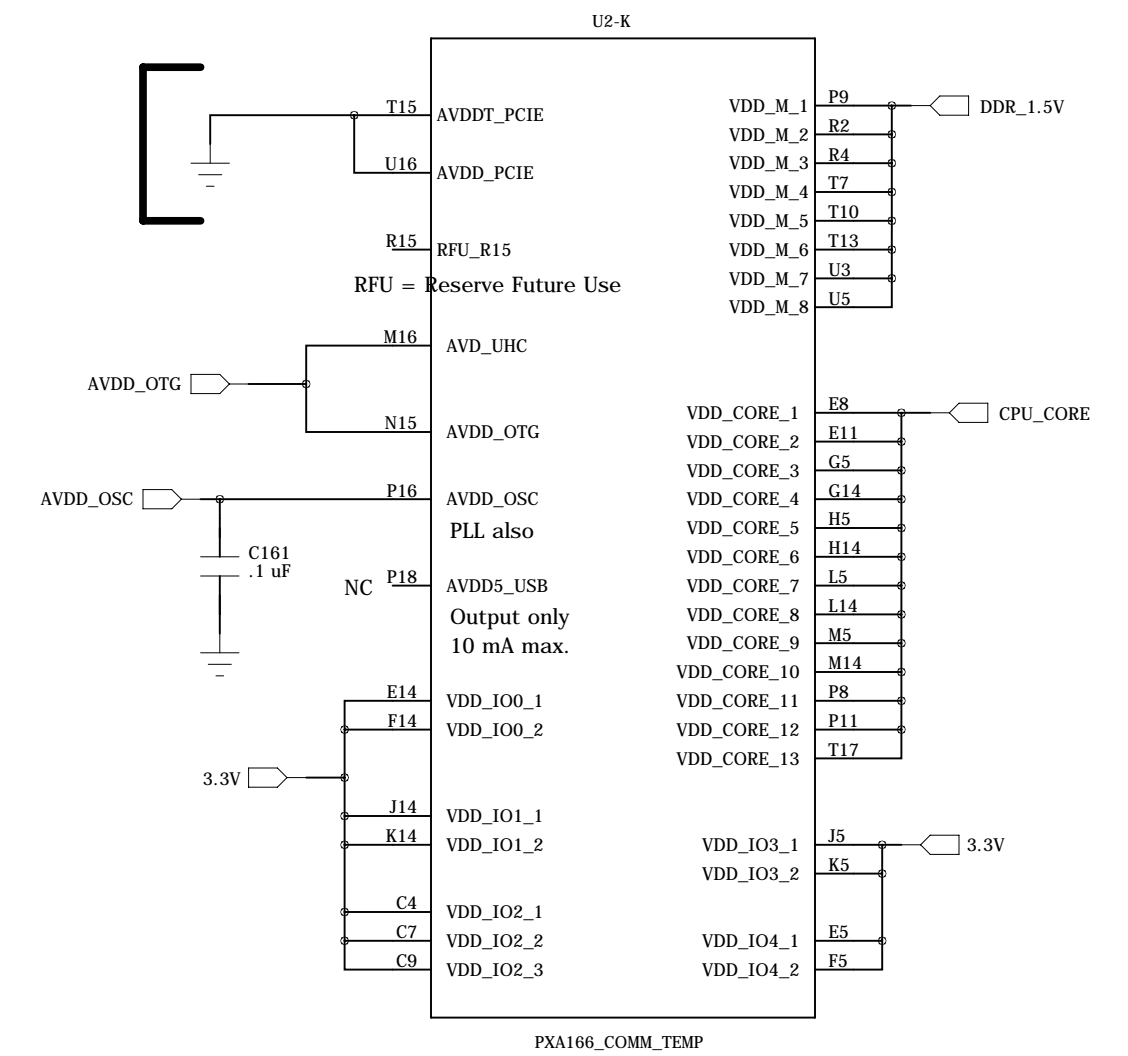 U2-K
T15 AVDDT_PCIE
U16 AVDD_PCIE
R15 RFU_R15
RFU = Reserve Future Use
M16 AVD_UHC
AVDD_OTG
N15 AVDD_OTG
AVDD_OSC P16 AVDD_OSC
PLL also
C161
.1 uF
NC P18 AVDD5_USB
Output only
10 mA max.
E14 VDD_IO0_1
F14 VDD_IO0_2
3.3V
J14 VDD_IO1_1
K14 VDD_IO1_2
C4 VDD_IO2_1
C7 VDD_IO2_2
C9 VDD_IO2_3
VDD_M_1 P9 DDR_1.5V
VDD_M_2 R2
VDD_M_3 R4
VDD_M_4 T7
VDD_M_5 T10
VDD_M_6 T13
VDD_M_7 U3
VDD_M_8 U5
VDD_CORE_1 E8 CPU_CORE
VDD_CORE_2 E11
VDD_CORE_3 G5
VDD_CORE_4 G14
VDD_CORE_5 H5
VDD_CORE_6 H14
VDD_CORE_7 L5
VDD_CORE_8 L14
VDD_CORE_9 M5
VDD_CORE_10 M14
VDD_CORE_11 P8
VDD_CORE_12 P11
VDD_CORE_13 T17
VDD_IO3_1 J5 3.3V
VDD_IO3_2 K5
VDD_IO4_1 E5
VDD_IO4_2 F5
PXA166_COMM_TEMP